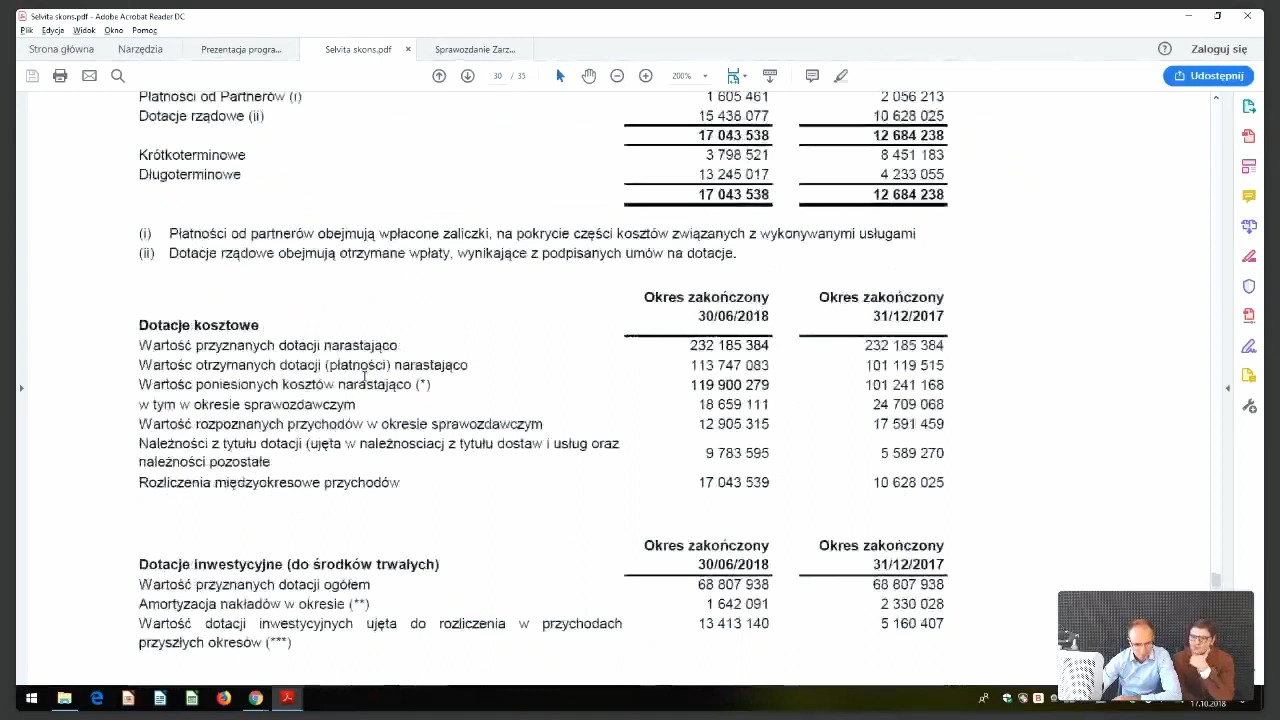 Selvita skons.pdf - Adobe Acrobat Reader DC
Plik Edycja Widok Okno Pomoc
Strona główna Narzędzia Prezentacja progra... Selvita skons.pdf × Sprawozdanie Zarz... Zaloguj się
30 / 35 200% Udostępnij
Płatności od Partnerów (i) 1 605 461 2 056 213
Dotacje rządowe (ii) 15 438 077 10 628 025
17 043 538 12 684 238
Krótkoterminowe 3 798 521 8 451 183
Długoterminowe 13 245 017 4 233 055
17 043 538 12 684 238
(i) Płatności od partnerów obejmują wpłacone zaliczki, na pokrycie części kosztów związanych z wykonywanymi usługami
(ii) Dotacje rządowe obejmują otrzymane wpłaty, wynikające z podpisanych umów na dotacje.
Okres zakończony Okres zakończony
30/06/2018 31/12/2017
Dotacje kosztowe
Wartość przyznanych dotacji narastająco 232 185 384 232 185 384
Wartość otrzymanych dotacji (płatności) narastająco 113 747 083 101 119 515
Wartośc poniesionych kosztów narastająco (*) 119 900 279 101 241 168
w tym w okresie sprawozdawczym 18 659 111 24 709 068
Wartość rozpoznanych przychodów w okresie sprawozdawczym 12 905 315 17 591 459
Należności z tytułu dotacji (ujęta w należnosciacj z tytułu dostaw i usług oraz
należności pozostałe 9 783 595 5 589 270
Rozliczenia międzyokresowe przychodów 17 043 539 10 628 025
Okres zakończony Okres zakończony
Dotacje inwestycyjne (do środków trwałych) 30/06/2018 31/12/2017
Wartość przyznanych dotacji ogółem 68 807 938 68 807 938
Amortyzacja nakładów w okresie (**) 1 642 091 2 330 028
Wartość dotacji inwestycyjnych ujęta do rozliczenia w przychodach 13 413 140 5 160 407
przyszłych okresów (***)
17.10.2018